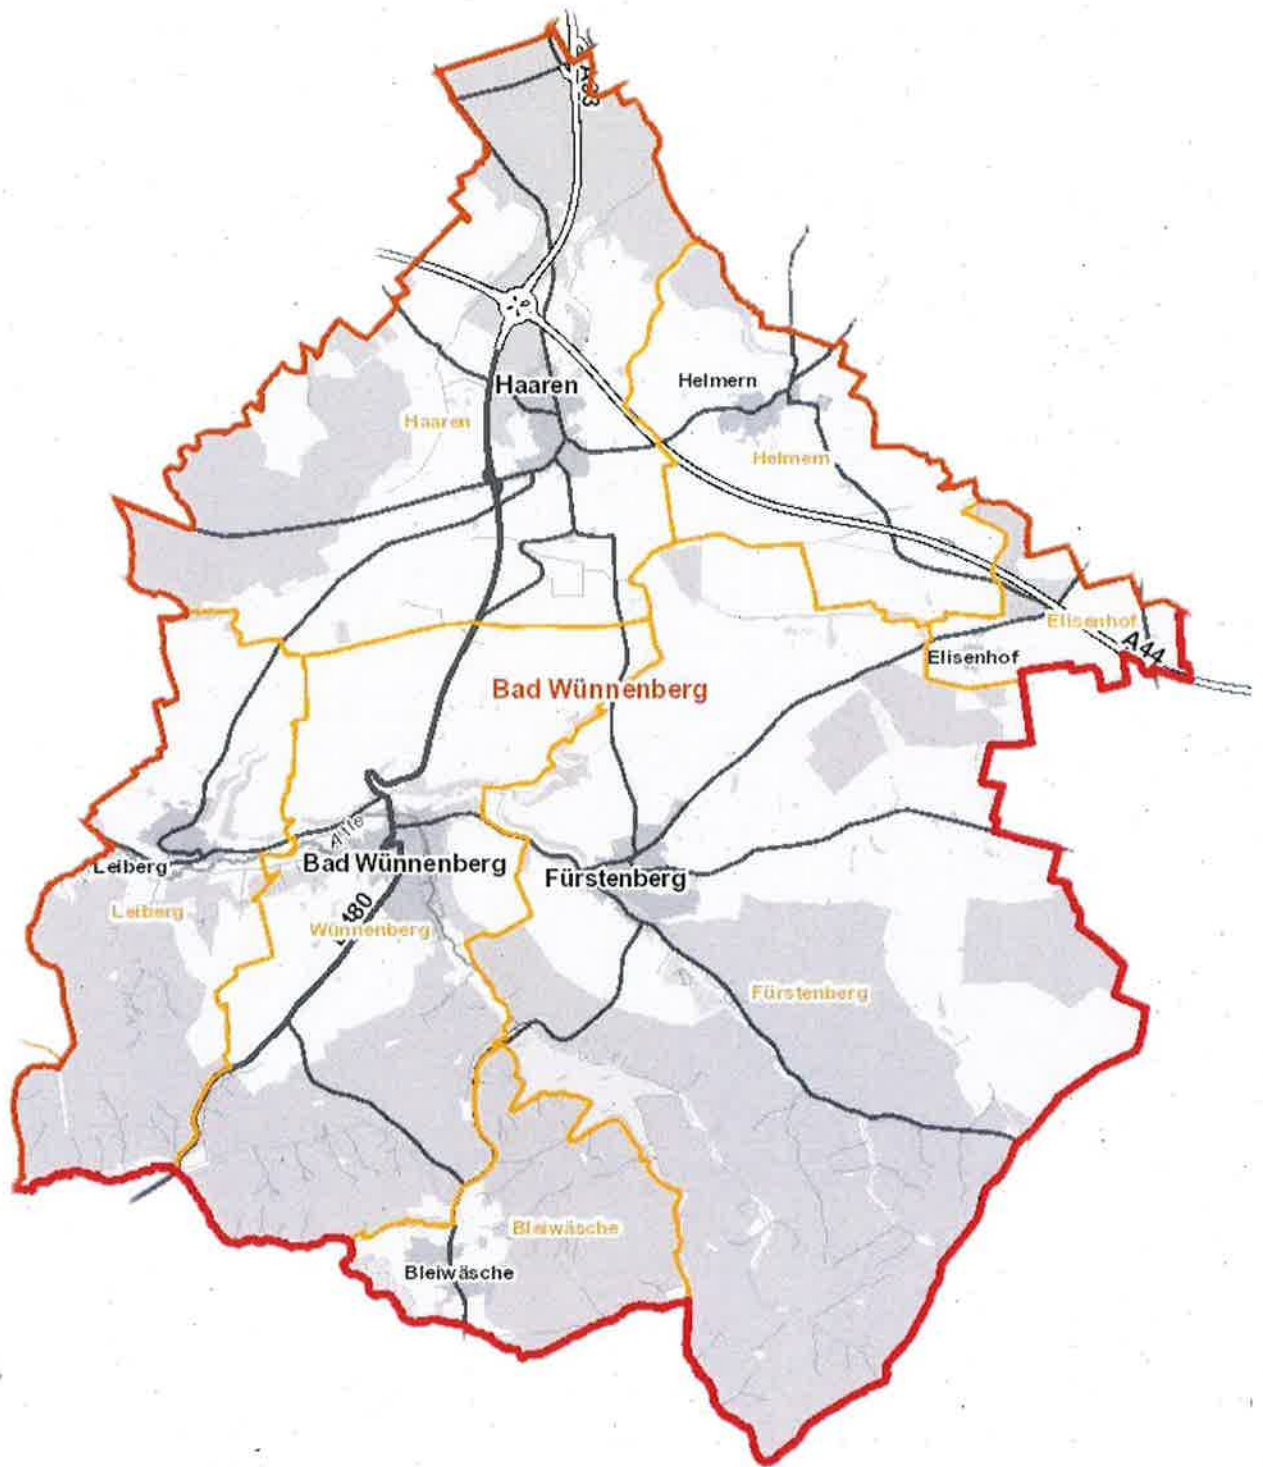 A33
Haaren
Helmern
Haaren
Helmern
Elisenhof
A44
Elisenhof
Bad Wünnenberg
Alte
Leiberg
Bad Wünnenberg
Fürstenberg
Leiberg
Wünnenberg
Fürstenberg
Bleiwäsche
Bleiwäsche